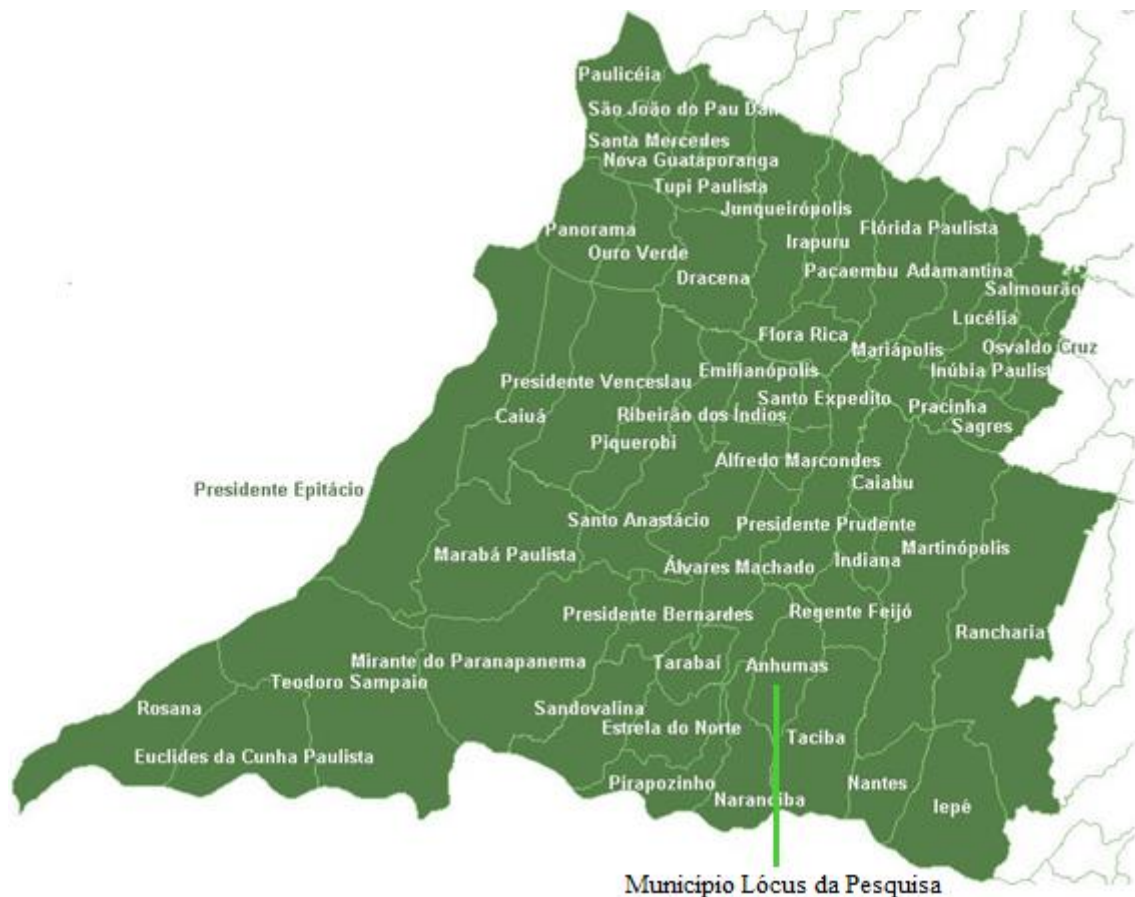 Paulicéia
São João do Pau Dal
Santa Mercedes
Nova Guataporanga
Tupi Paulista
Junqueirópolis
Flórida Paulista
Panorama
Irapuru
Ouro Verde
Dracena
Pacaembu
Adamantina
Salmourão
Lucélia
Flora Rica
Mariápolis
Osvaldo Cruz
Emilianópolis
Inúbia Paulist
Presidente Venceslau
Santo Expedito
Pracinha
Caiuá
Ribeirão dos Índios
Sagres
Piquerobi
Alfredo Marcondes
Caiabu
Presidente Epitácio
Santo Anastácio
Presidente Prudente
Marabá Paulista
Martinópolis
Álvares Machado
Indiana
Presidente Bernardes
Regente Feijó
Rancharia
Mirante do Paranapanema
Tarabaí
Anhumas
Teodoro Sampaio
Rosana
Sandovalina
Estrela do Norte
Taciba
Euclides da Cunha Paulista
Pirapozinho
Nantes
Narandiba
Iepê
Município Lócus da Pesquisa